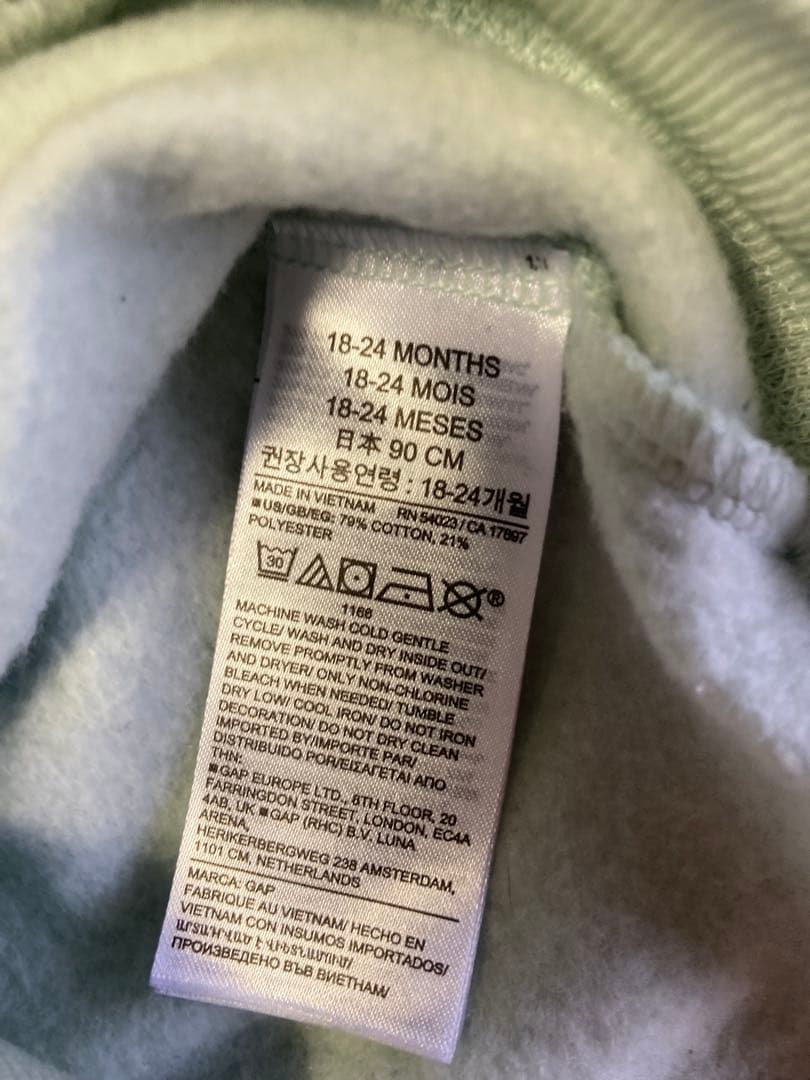 18-24 MONTHS
18-24 MOIS
18-24 MESES
日本 90 CM
권장사용연령 : 18-24개월
MADE IN VIETNAM RN 54023 / CA 17897
■US/GB/EG: 79% COTTON, 21%
POLYESTER
30
®
1166
MACHINE WASH COLD GENTLE
CYCLE/ WASH AND DRY INSIDE OUT/
REMOVE PROMPTLY FROM WASHER
AND DRYER/ ONLY NON-CHLORINE
BLEACH WHEN NEEDED/ TUMBLE
DRY LOW/ COOL IRON/ DO NOT IRON
DECORATION/ DO NOT DRY CLEAN
IMPORTED BY/IMPORTE PAR/
DISTRIBUIDO POR/ΕΙΣΑΓΕΤΑΙ ΑΠΟ
ΤΗΝ:
■GAP EUROPE LTD., 6TH FLOOR, 20
FARRINGDON STREET, LONDON, EC4A
4AB, UK ■GAP (RHC) B.V. LUNA
ARENA,
HERIKERBERGWEG 238 AMSTERDAM,
1101 CM, NETHERLANDS
MARCA: GAP
FABRIQUE AU VIETNAM/ HECHO EN
VIETNAM CON INSUMOS IMPORTADOS/
ԱՐՏԱԴՐՎԱԾ Է ՎԻԵՏՆԱՄՈՒՄ/
ПРОИЗВЕДЕНО ВЪВ ВИЕТНАМ/